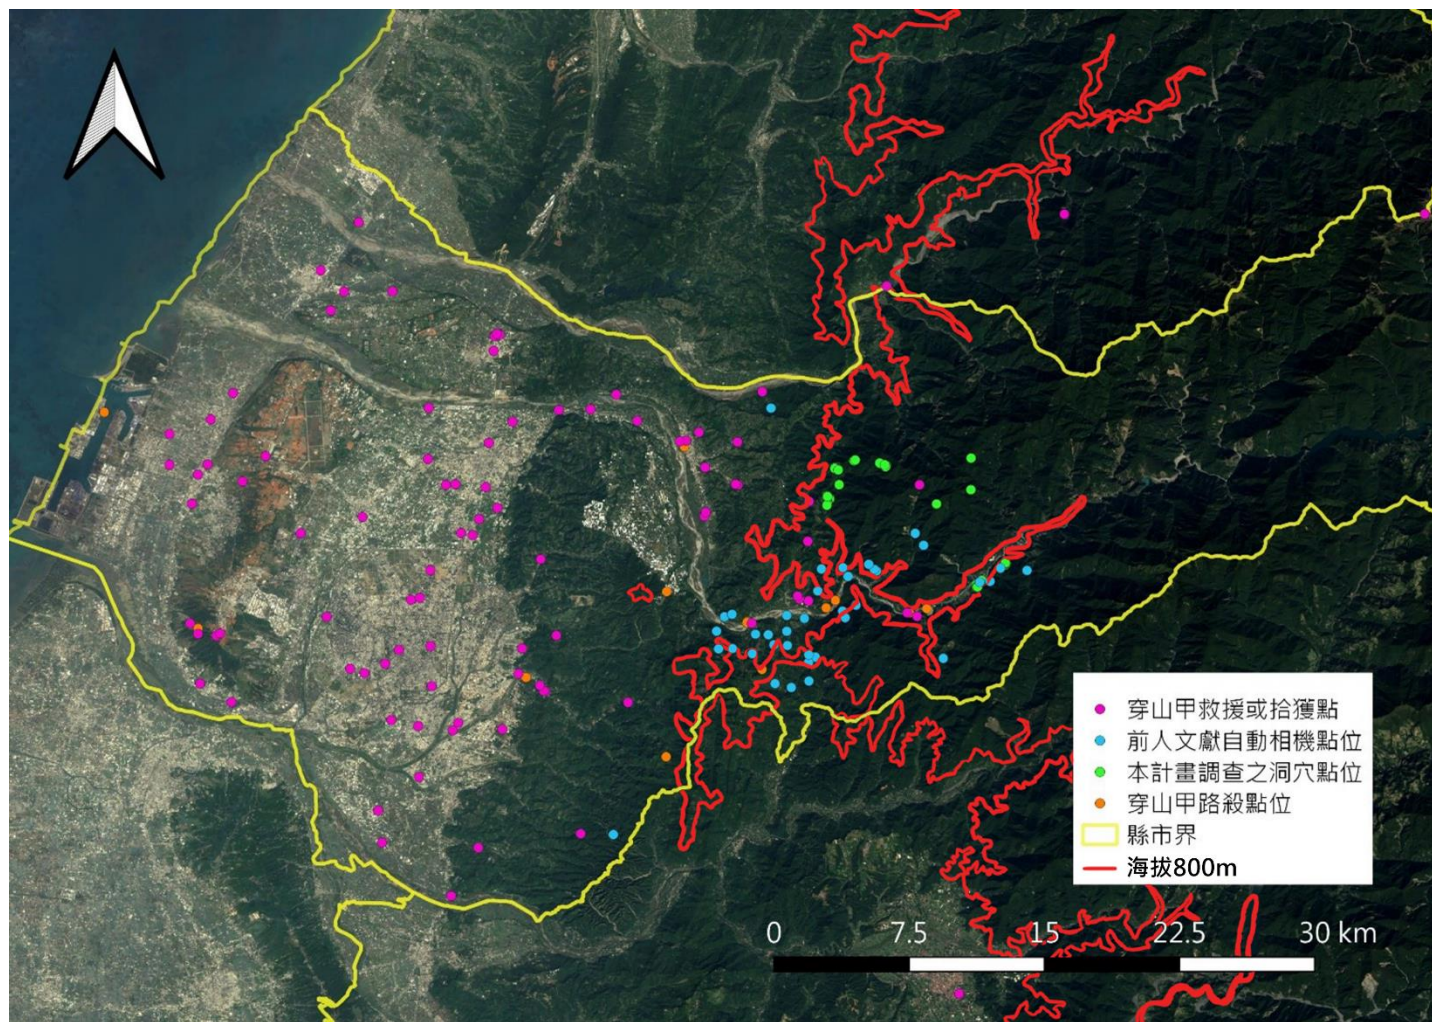 穿山甲救援或拾獲點
前人文獻自動相機點位
本計畫調查之洞穴點位
穿山甲路殺點位
縣市界
海拔800m
0 7.5 15 22.5 30 km